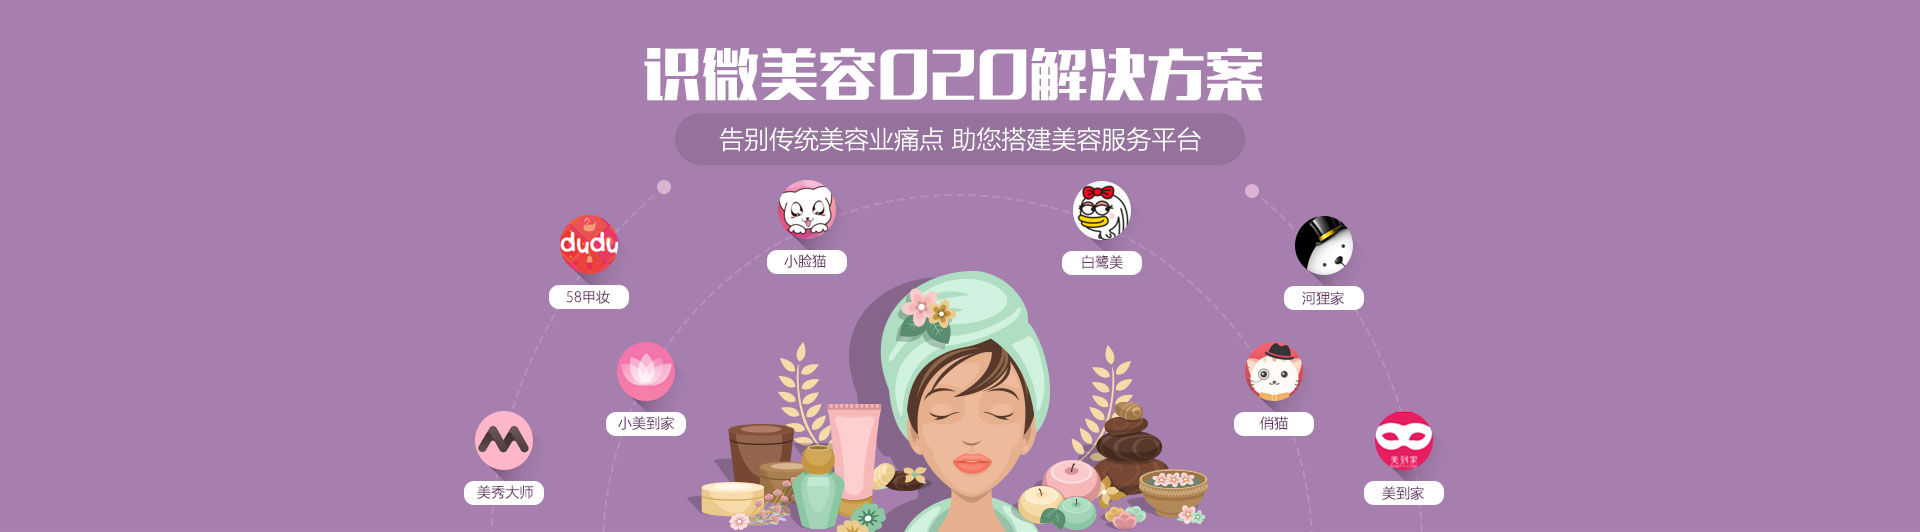 识微美容O2O解决方案
告别传统美容业痛点 助您搭建美容服务平台
小脸猫
白鹭美
dudu
58甲妆
河狸家
小美到家
俏猫
美秀大师
美到家
美到家